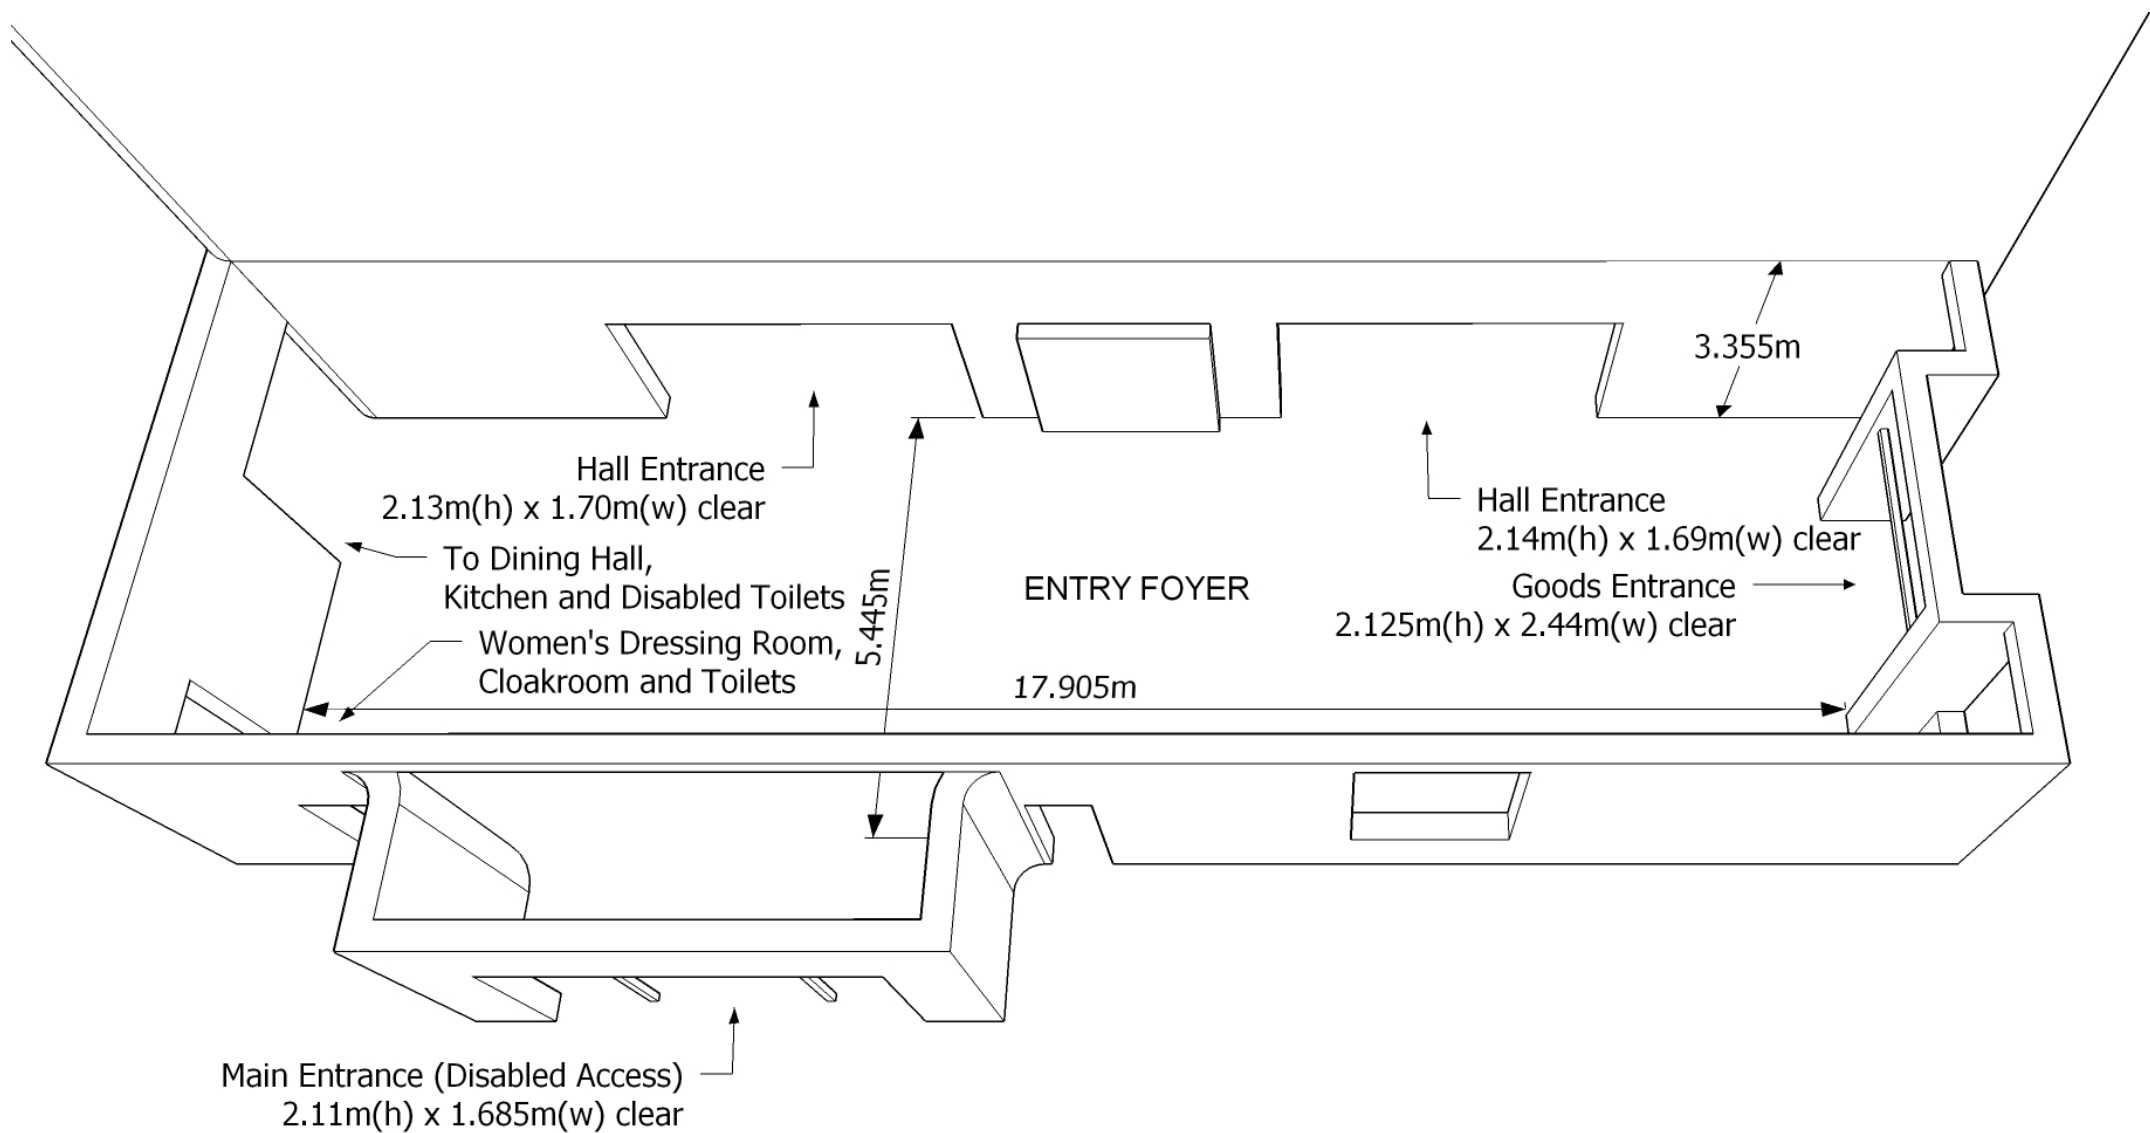 3.355m
Hall Entrance
2.13m(h) x 1.70m(w) clear
Hall Entrance
2.14m(h) x 1.69m(w) clear
To Dining Hall,
Kitchen and Disabled Toilets
5.445m
ENTRY FOYER
Goods Entrance
2.125m(h) x 2.44m(w) clear
Women's Dressing Room,
Cloakroom and Toilets
17.905m
Main Entrance (Disabled Access)
2.11m(h) x 1.685m(w) clear